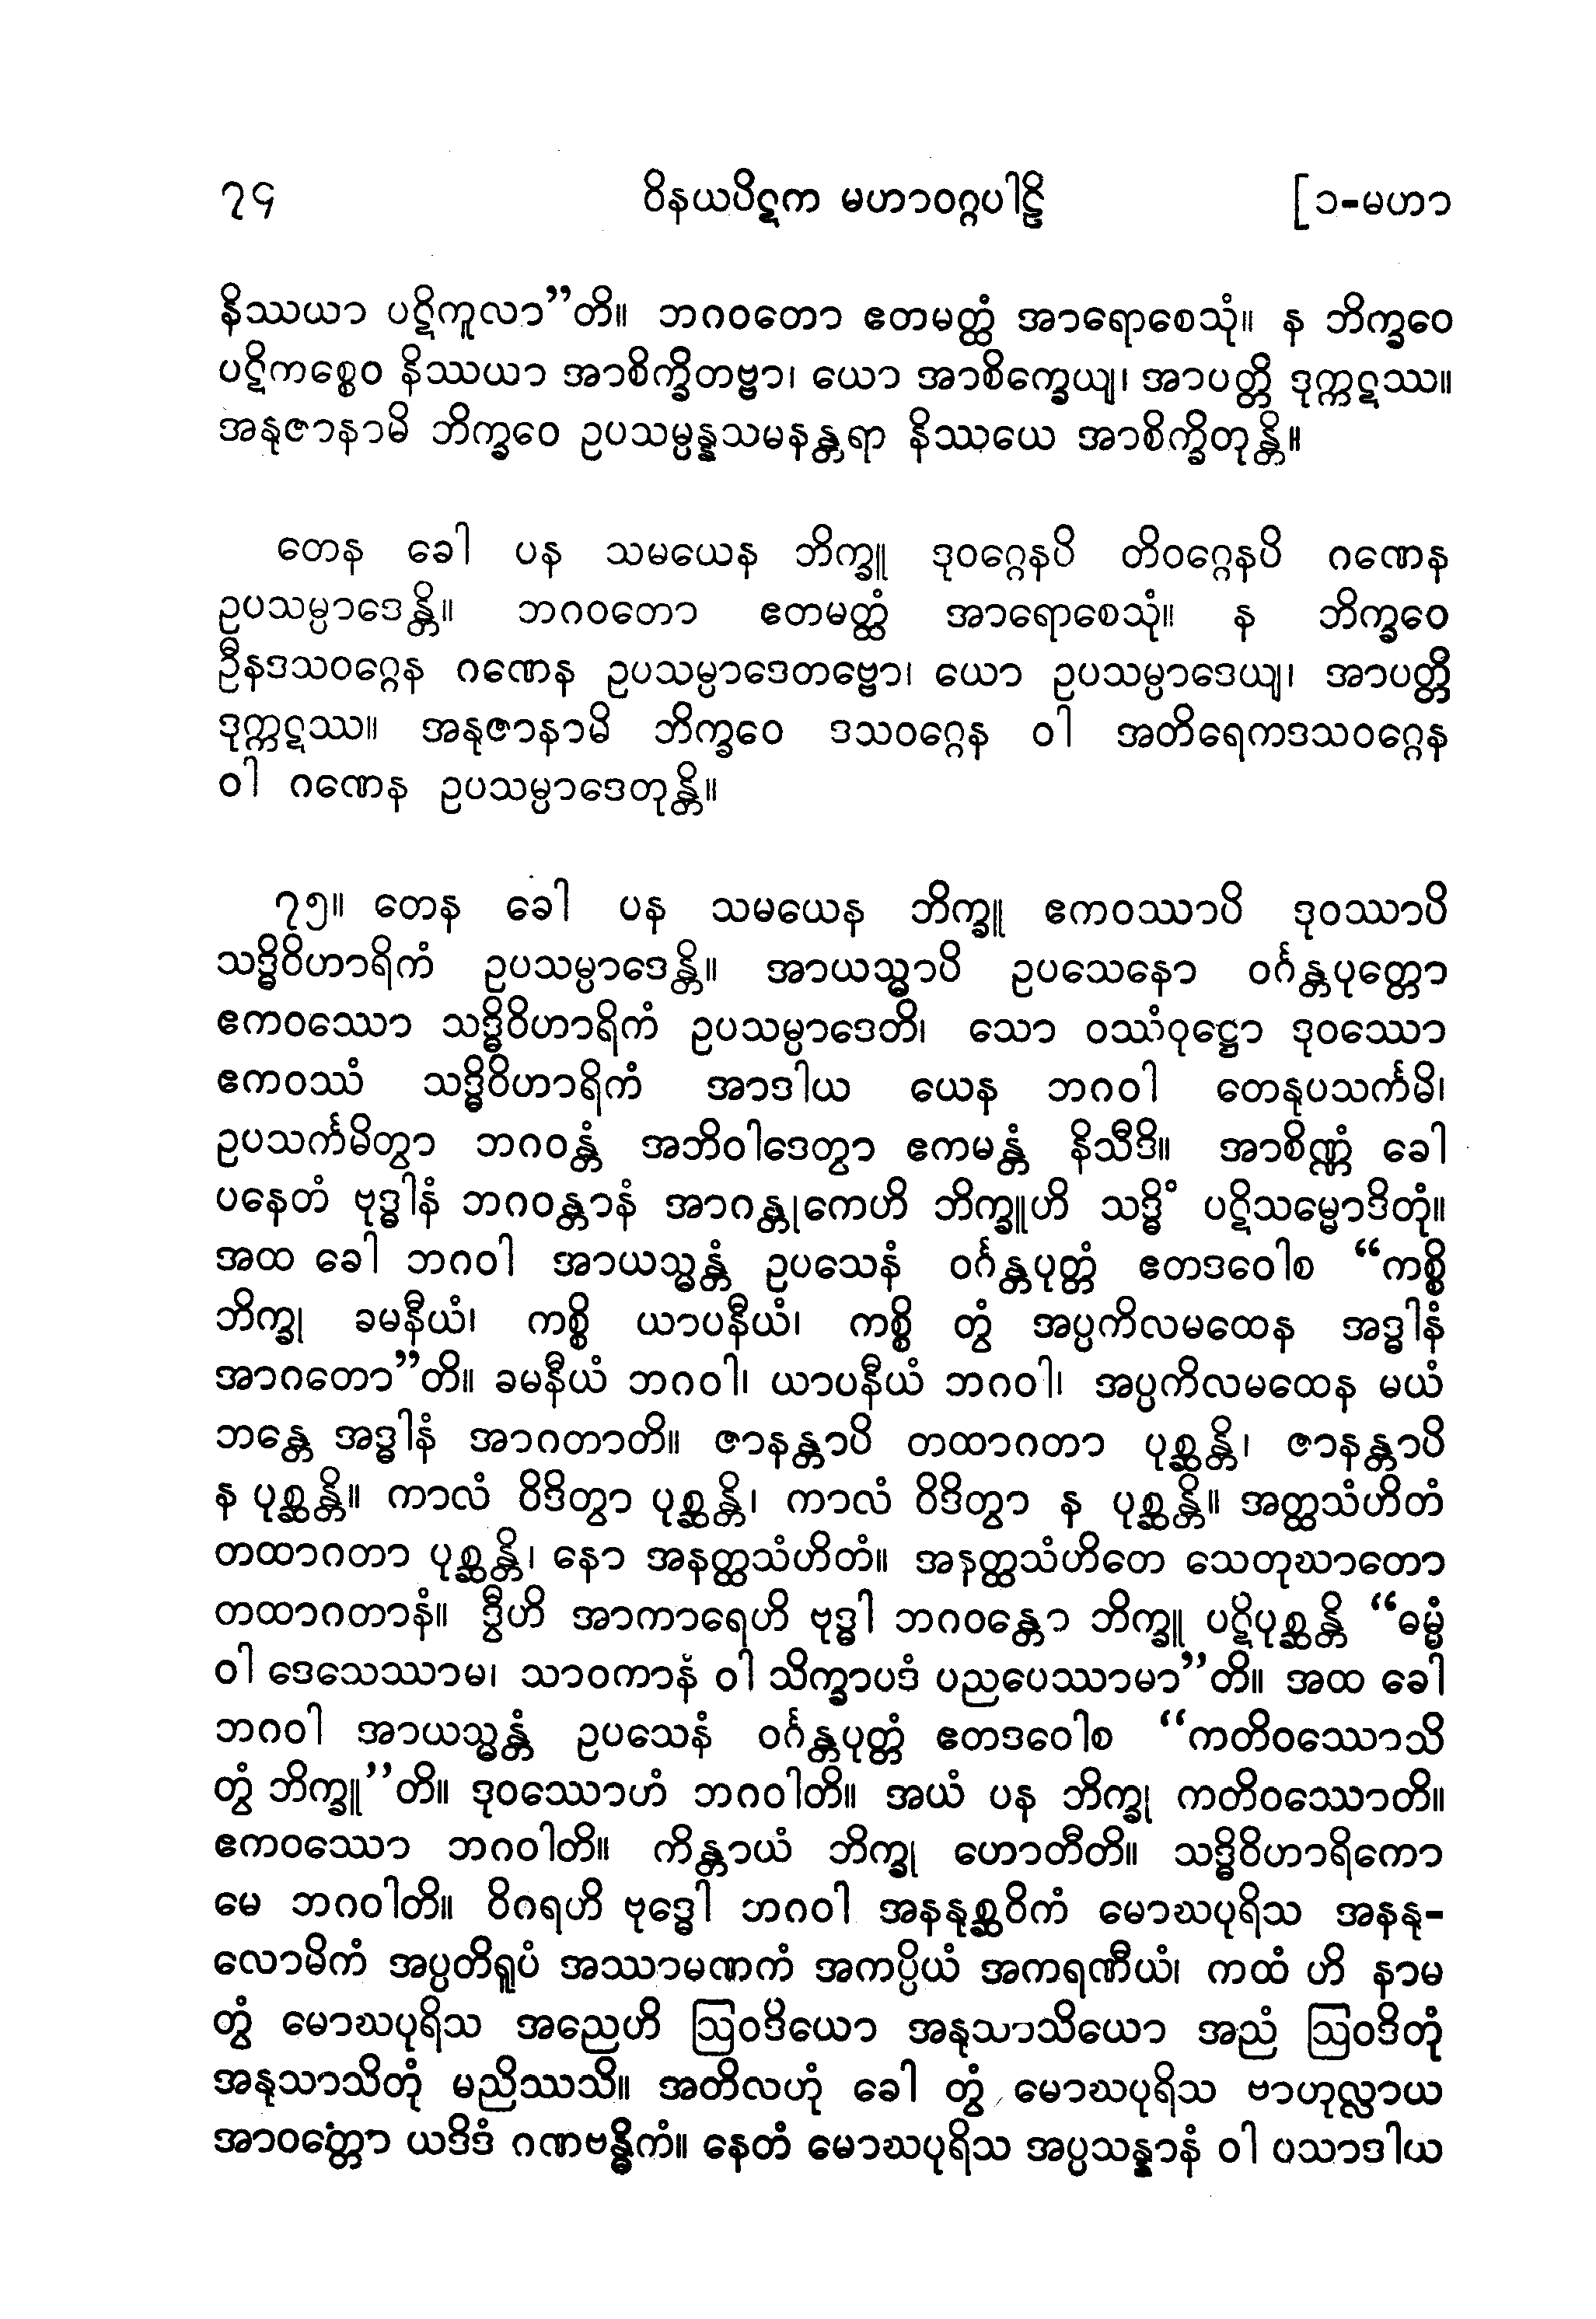 ၇၄ ဝိနယပိဋက မဟာဝဂ္ဂပါဠိ [၁-မဟာ
နိဿယာ ပဋိကူလာ”တိ။ ဘဂဝတော ဧတမတ္ထံ အာရောစေသုံ။ န ဘိက္ခဝေ
ပဋိကစ္စေဝ နိဿယာ အာစိက္ခိတဗ္ဗာ၊ ယော အာစိက္ခေယျ၊ အာပတ္တိ ဒုက္ကဋဿ။
အနုဇာနာမိ ဘိက္ခဝေ ဥပသမ္ပန္နသမနန္တရာ နိဿယေ အာစိက္ခိတုန္တိ။
တေန ခေါ ပန သမယေန ဘိက္ခူ ဒုဝဂ္ဂေနပိ တိဝဂ္ဂေနပိ ဂဏေန
ဥပသမ္ပာဒေန္တိ။ ဘဂဝတော ဧတမတ္ထံ အာရောစေသုံ။ န ဘိက္ခဝေ
ဦနဒသဝဂ္ဂေန ဂဏေန ဥပသမ္ပာဒေတဗ္ဗော၊ ယော ဥပသမ္ပာဒေယျ၊ အာပတ္တိ
ဒုက္ကဋဿ။ အနုဇာနာမိ ဘိက္ခဝေ ဒသဝဂ္ဂေန ဝါ အတိရေကဒသဝဂ္ဂေန
ဝါ ဂဏေန ဥပသမ္ပာဒေတုန္တိ။
၇၅။ တေန ခေါ ပန သမယေန ဘိက္ခူ ဧကဝဿာပိ ဒုဝဿာပိ
သဒ္ဓိဝိဟာရိကံ ဥပသမ္ပာဒေန္တိ။ အာယသ္မာပိ ဥပသေနော ဝင်္ဂန္တပုတ္တော
ဧကဝဿော သဒ္ဓိဝိဟာရိကံ ဥပသမ္ပာဒေတိ၊ သော ဝဿံဝုဋ္ဌော ဒုဝဿော
ဧကဝဿံ သဒ္ဓိဝိဟာရိကံ အာဒါယ ယေန ဘဂဝါ တေနုပသင်္ကမိ၊
ဥပသင်္ကမိတွာ ဘဂဝန္တံ အဘိဝါဒေတွာ ဧကမန္တံ နိသီဒိ။ အာစိဏ္ဏံ ခေါ
ပနေတံ ဗုဒ္ဓါနံ ဘဂဝန္တာနံ အာဂန္တုကေဟိ ဘိက္ခူဟိ သဒ္ဓိံ ပဋိသမ္မောဒိတုံ။
အထ ခေါ ဘဂဝါ အာယသ္မန္တံ ဥပသေနံ ဝင်္ဂန္တပုတ္တံ ဧတဒဝေါစ “ကစ္စိ
ဘိက္ခု ခမနီယံ၊ ကစ္စိ ယာပနီယံ၊ ကစ္စိ တွံ အပ္ပကိလမထေန အဒ္ဓါနံ
အာဂတော”တိ။ ခမနီယံ ဘဂဝါ၊ ယာပနီယံ ဘဂဝါ၊ အပ္ပကိလမထေန မယံ
ဘန္တေ အဒ္ဓါနံ အာဂတာတိ။ ဇာနန္တာပိ တထာဂတာ ပုစ္ဆန္တိ၊ ဇာနန္တာပိ
န ပုစ္ဆန္တိ။ ကာလံ ဝိဒိတွာ ပုစ္ဆန္တိ၊ ကာလံ ဝိဒိတွာ န ပုစ္ဆန္တိ။ အတ္ထသံဟိတံ
တထာဂတာ ပုစ္ဆန္တိ၊ နော အနတ္ထသံဟိတံ။ အနတ္ထသံဟိတေ သေတုဃာတော
တထာဂတာနံ။ ဒွီဟိ အာကာရေဟိ ဗုဒ္ဓါ ဘဂဝန္တော ဘိက္ခူ ပဋိပုစ္ဆန္တိ “ဓမ္မံ
ဝါ ဒေသေဿာမ၊ သာဝကာနံ ဝါ သိက္ခာပဒံ ပညပေဿာမာ”တိ။ အထ ခေါ
ဘဂဝါ အာယသ္မန္တံ ဥပသေနံ ဝင်္ဂန္တပုတ္တံ ဧတဒဝေါစ “ကတိဝဿောသိ
တွံ ဘိက္ခူ”တိ။ ဒုဝဿောဟံ ဘဂဝါတိ။ အယံ ပန ဘိက္ခု ကတိဝဿောတိ။
ဧကဝဿော ဘဂဝါတိ။ ကိန္တာယံ ဘိက္ခု ဟောတီတိ။ သဒ္ဓိဝိဟာရိကော
မေ ဘဂဝါတိ။ ဝိဂရဟိ ဗုဒ္ဓေါ ဘဂဝါ အနနုစ္ဆဝိကံ မောဃပုရိသ အနနု-
လောမိကံ အပ္ပတိရူပံ အဿာမဏကံ အကပ္ပိယံ အကရဏီယံ၊ ကထံ ဟိ နာမ
တွံ မောဃပုရိသ အညေဟိ ဩဝဒိယော အနုသာသိယော အညံ ဩဝဒိတုံ
အနုသာသိတုံ မညိဿသိ။ အတိလဟုံ ခေါ တွံ မောဃပုရိသ ဗာဟုလ္လာယ
အာဝတ္တော ယဒိဒံ ဂဏဗန္ဓိကံ။ နေတံ မောဃပုရိသ အပ္ပသန္နာနံ ဝါ ပသာဒါယ